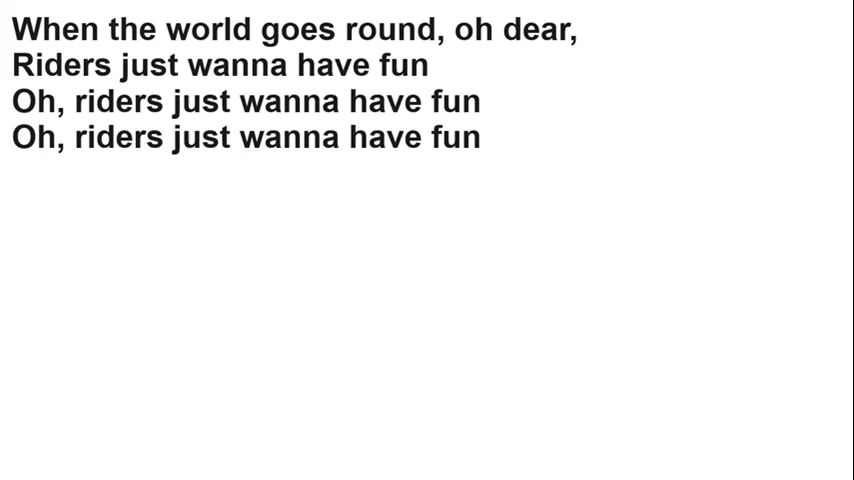 When the world goes round, oh dear,
Riders just wanna have fun
Oh, riders just wanna have fun
Oh, riders just wanna have fun